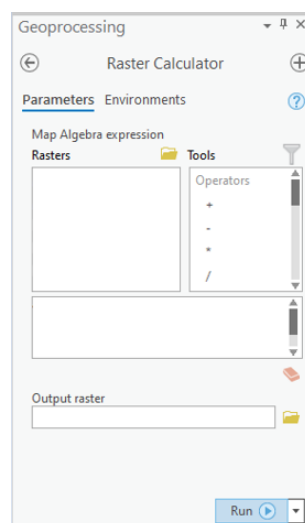 Geoprocessing
Raster Calculator
Parameters Environments
Map Algebra expression
Rasters Tools
Operators
+
-
*
/
Output raster
Run